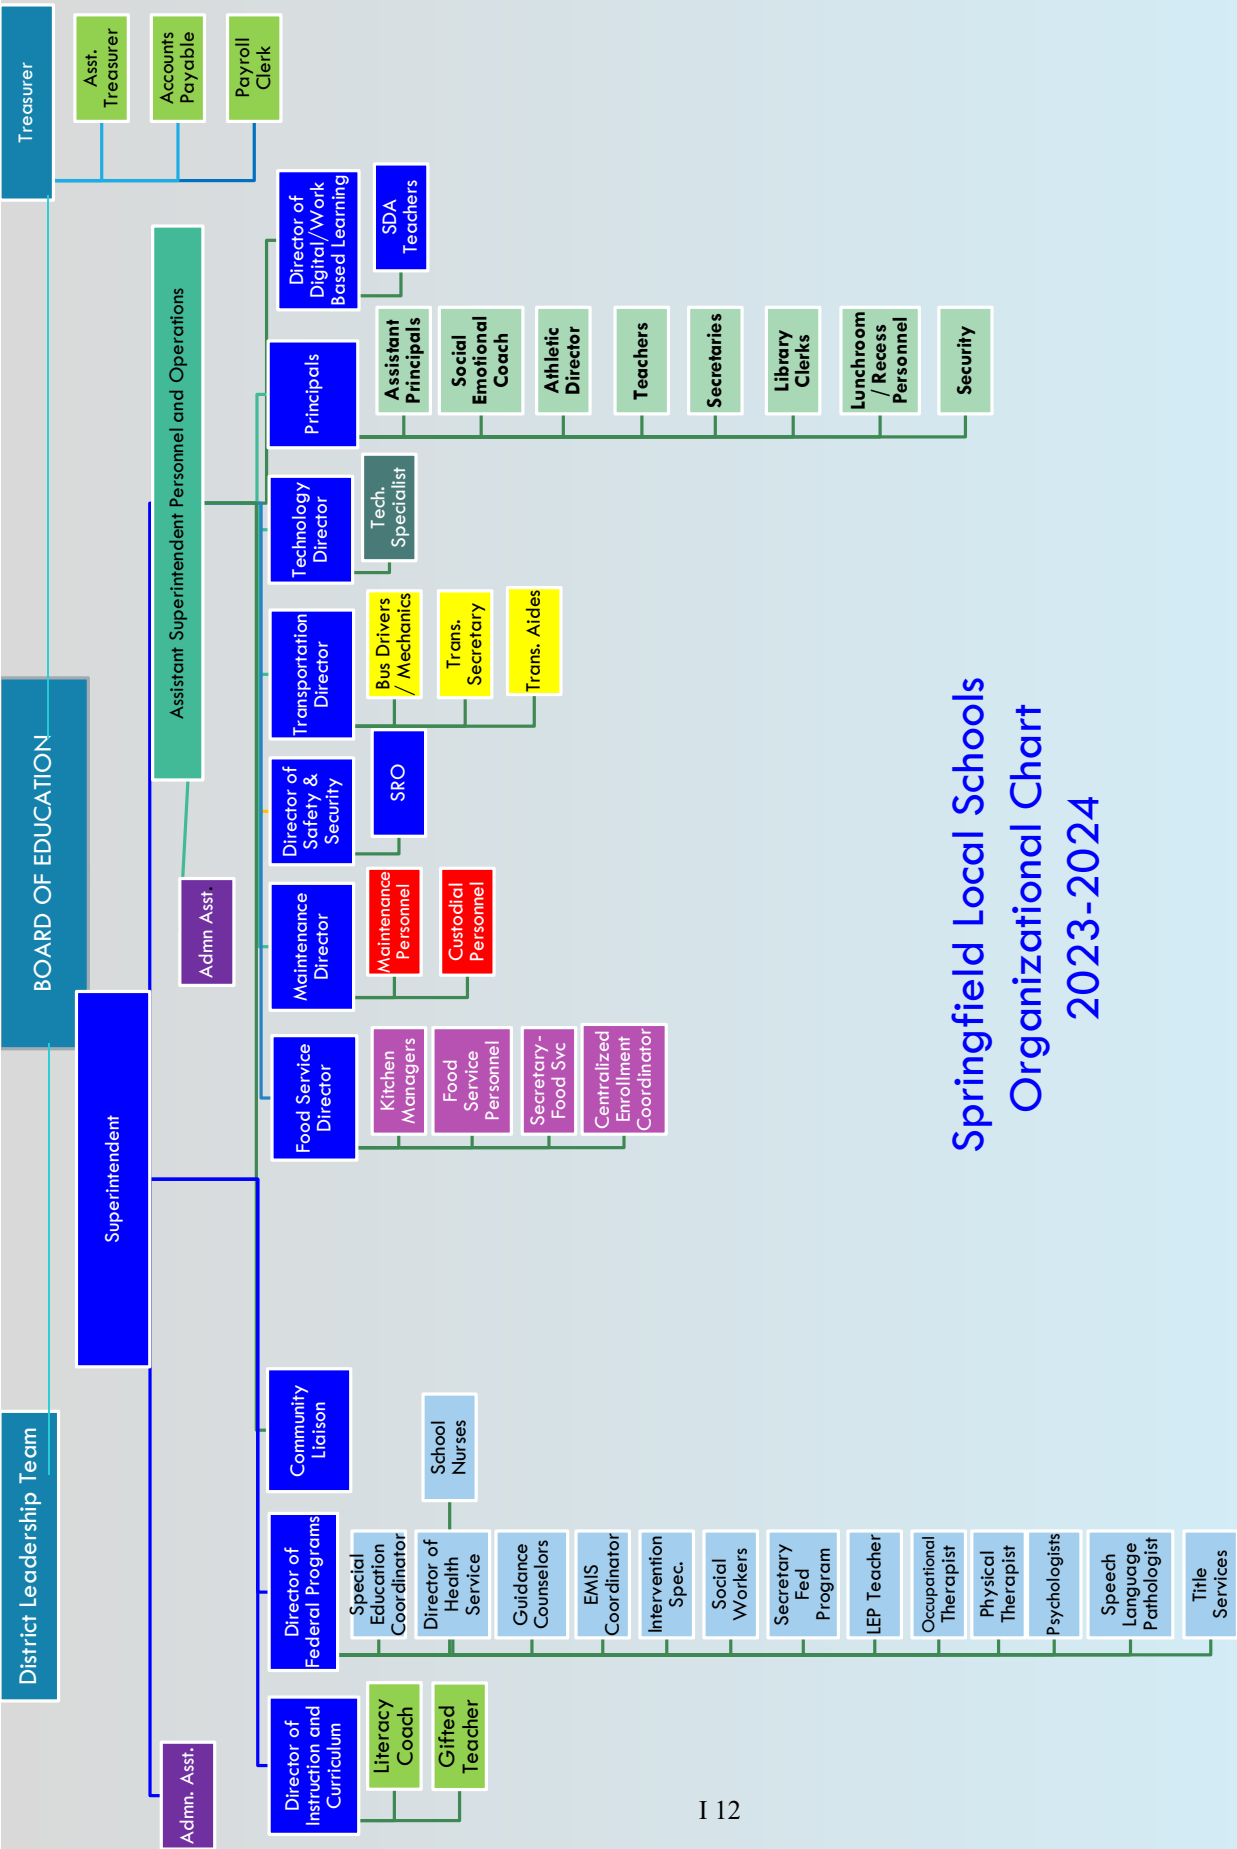 District Leadership Team
BOARD OF EDUCATION
Treasurer
Superintendent
Asst.
Treasurer
Accounts
Payable
Payroll
Clerk
Admn. Asst.
Admn Asst.
Assistant Superintendent Personnel and Operations
Director of
Instruction and
Curriculum
Literacy
Coach
Gifted
Teacher
Director of
Federal Programs
Special
Education
Coordinator
Director of
Health
Service
School
Nurses
Guidance
Counselors
EMIS
Coordinator
Intervention
Spec.
Social
Workers
Secretary
Fed
Program
LEP Teacher
Occupational
Therapist
Physical
Therapist
Psychologists
Speech
Language
Pathologist
Title
Services
Community
Liaison
Food Service
Director
Kitchen
Managers
Food
Service
Personnel
Secretary-
Food Svc
Centralized
Enrollment
Coordinator
Maintenance
Director
Maintenance
Personnel
Custodial
Personnel
Director of
Safety &
Security
SRO
Transportation
Director
Bus Drivers
/ Mechanics
Trans.
Secretary
Trans. Aides
Technology
Director
Tech.
Specialist
Principals
Assistant
Principals
Social
Emotional
Coach
Athletic
Director
Teachers
Secretaries
Library
Clerks
Lunchroom
/ Recess
Personnel
Security
Director of
Digital/Work
Based Learning
SDA
Teachers
Springfield Local Schools
Organizational Chart
2023-2024
I 12